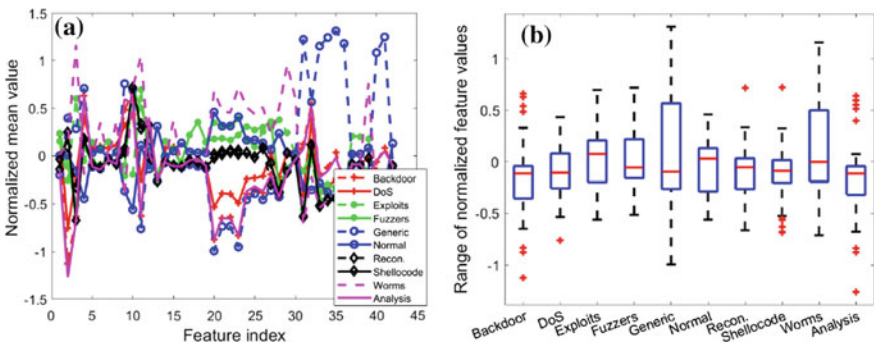 (a)
1.5
1
0.5
0
-0.5
-1
-1.5
Normalized mean value
0 5 10 15 20 25 30 35 40 45
Feature index
Backdoor
DoS
Exploits
Fuzzers
Generic
Normal
Recon.
Shellocode
Worms
Analysis
(b)
1
0.5
0
-0.5
-1
Range of normalized feature values
Backdoor
DoS
Exploits
Fuzzers
Generic
Normal
Recon.
Shellocode
Worms
Analysis